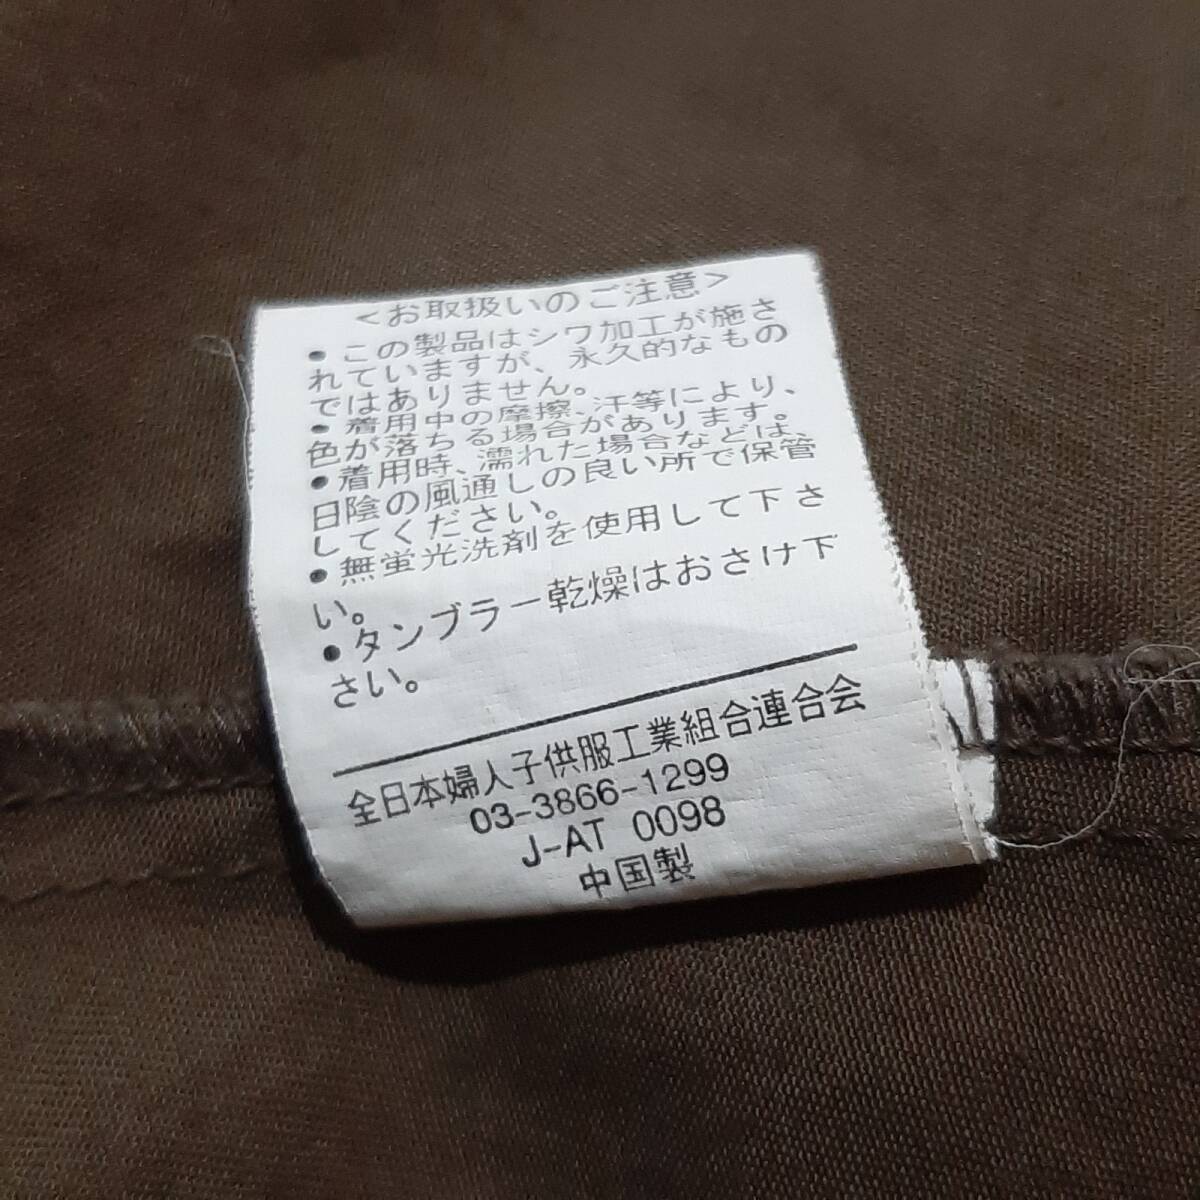 <お取扱いのご注意>
• この製品はシワ加工が施さ
れていますが、永久的なもの
ではありません。
• 着用中の摩擦、汗等により、
色が落ちる場合があります。
• 着用時、濡れた場合などは、
日陰の風通しの良い所で保管
してください。
• 無蛍光洗剤を使用して下さ
い。
• タンブラー乾燥はおさけ下
さい。
全日本婦人子供服工業組合連合会
03-3866-1299
J-AT 0098
中国製